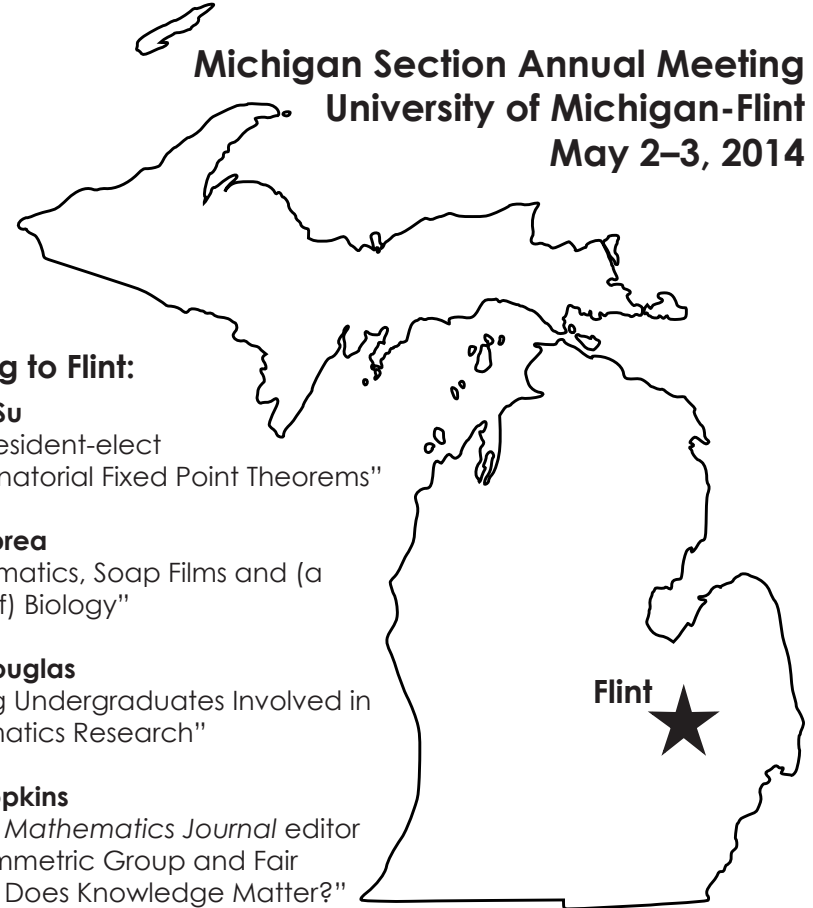 Michigan Section Annual Meeting
University of Michigan-Flint
May 2–3, 2014
g to Flint:
Su
esident-elect
natorial Fixed Point Theorems”
orea
matics, Soap Films and (a
f) Biology”
ouglas
g Undergraduates Involved in
natics Research”
opkins
Mathematics Journal editor
mmetric Group and Fair
Does Knowledge Matter?”
Flint